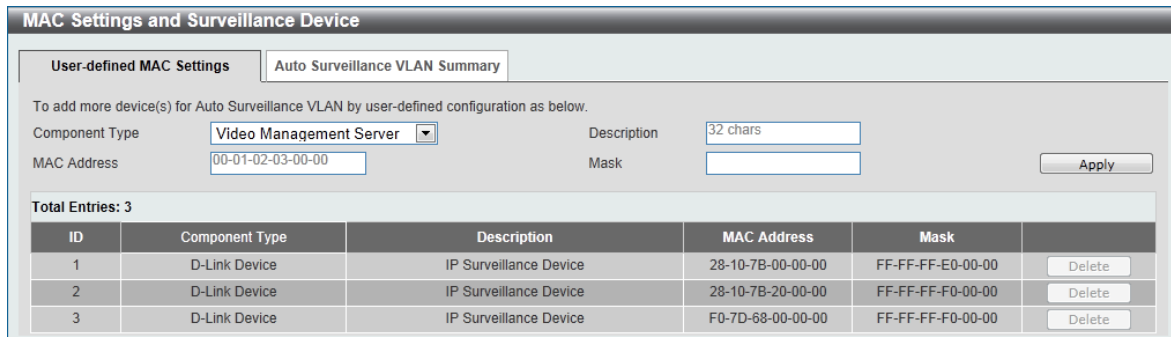 MAC Settings and Surveillance Device
User-defined MAC Settings Auto Surveillance VLAN Summary
To add more device(s) for Auto Surveillance VLAN by user-defined configuration as below.
Component Type Video Management Server Description 32 chars
MAC Address 00-01-02-03-00-00 Mask Apply
Total Entries: 3
ID Component Type Description MAC Address Mask
1 D-Link Device IP Surveillance Device 28-10-7B-00-00-00 FF-FF-FF-E0-00-00 Delete
2 D-Link Device IP Surveillance Device 28-10-7B-20-00-00 FF-FF-FF-F0-00-00 Delete
3 D-Link Device IP Surveillance Device F0-7D-68-00-00-00 FF-FF-FF-F0-00-00 Delete